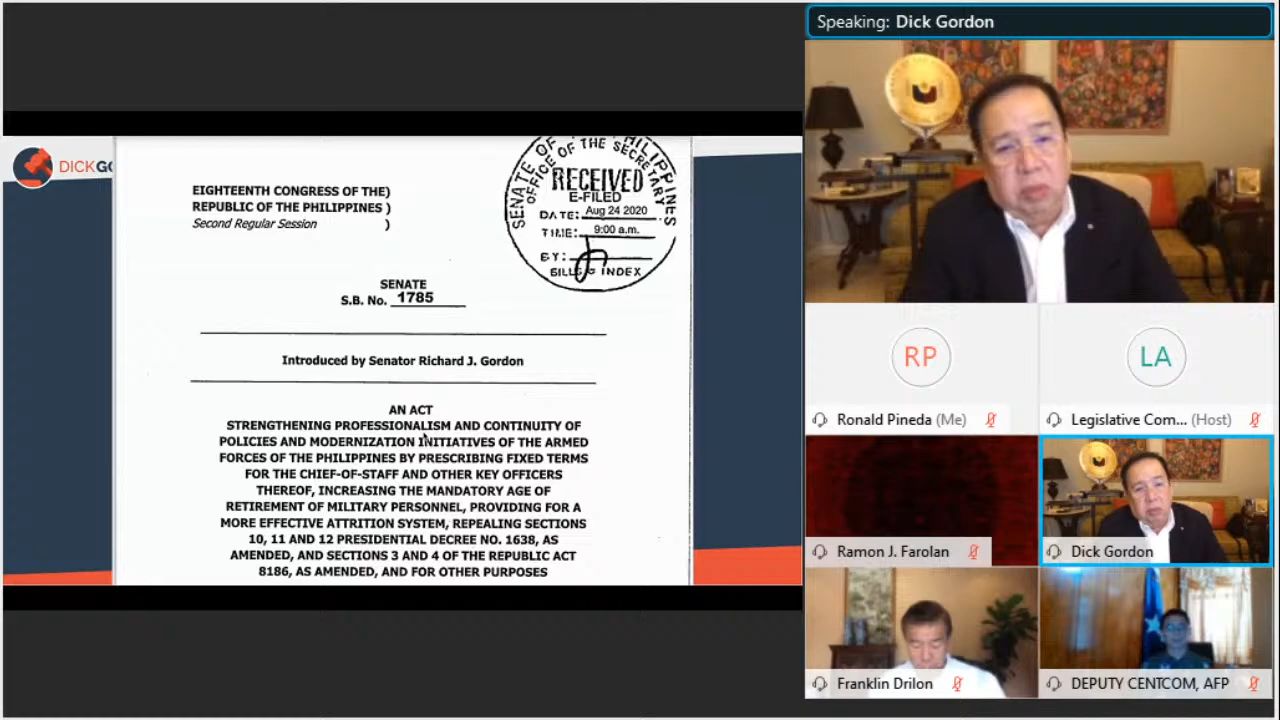 DICKGO
EIGHTEENTH CONGRESS OF THE)
REPUBLIC OF THE PHILIPPINES )
Second Regular Session )
SENATE OF THE PHILIPPINES
OFFICE OF THE SECRETARY
RECEIVED
E-FILED
DATE: Aug 24 2020
TIME: 9:00 a.m.
BY:
BILLS & INDEX
SENATE
S.B. No. 1785
Introduced by Senator Richard J. Gordon
AN ACT
STRENGTHENING PROFESSIONALISM AND CONTINUITY OF
POLICIES AND MODERNIZATION INITIATIVES OF THE ARMED
FORCES OF THE PHILIPPINES BY PRESCRIBING FIXED TERMS
FOR THE CHIEF-OF-STAFF AND OTHER KEY OFFICERS
THEREOF, INCREASING THE MANDATORY AGE OF
RETIREMENT OF MILITARY PERSONNEL, PROVIDING FOR A
MORE EFFECTIVE ATTRITION SYSTEM, REPEALING SECTIONS
10, 11 AND 12 PRESIDENTIAL DECREE NO. 1638, AS
AMENDED, AND SECTIONS 3 AND 4 OF THE REPUBLIC ACT
8186, AS AMENDED, AND FOR OTHER PURPOSES
Speaking: Dick Gordon
RP
LA
Ronald Pineda (Me)
Legislative Com... (Host)
Ramon J. Farolan
Dick Gordon
Franklin Drilon
DEPUTY CENTCOM, AFP